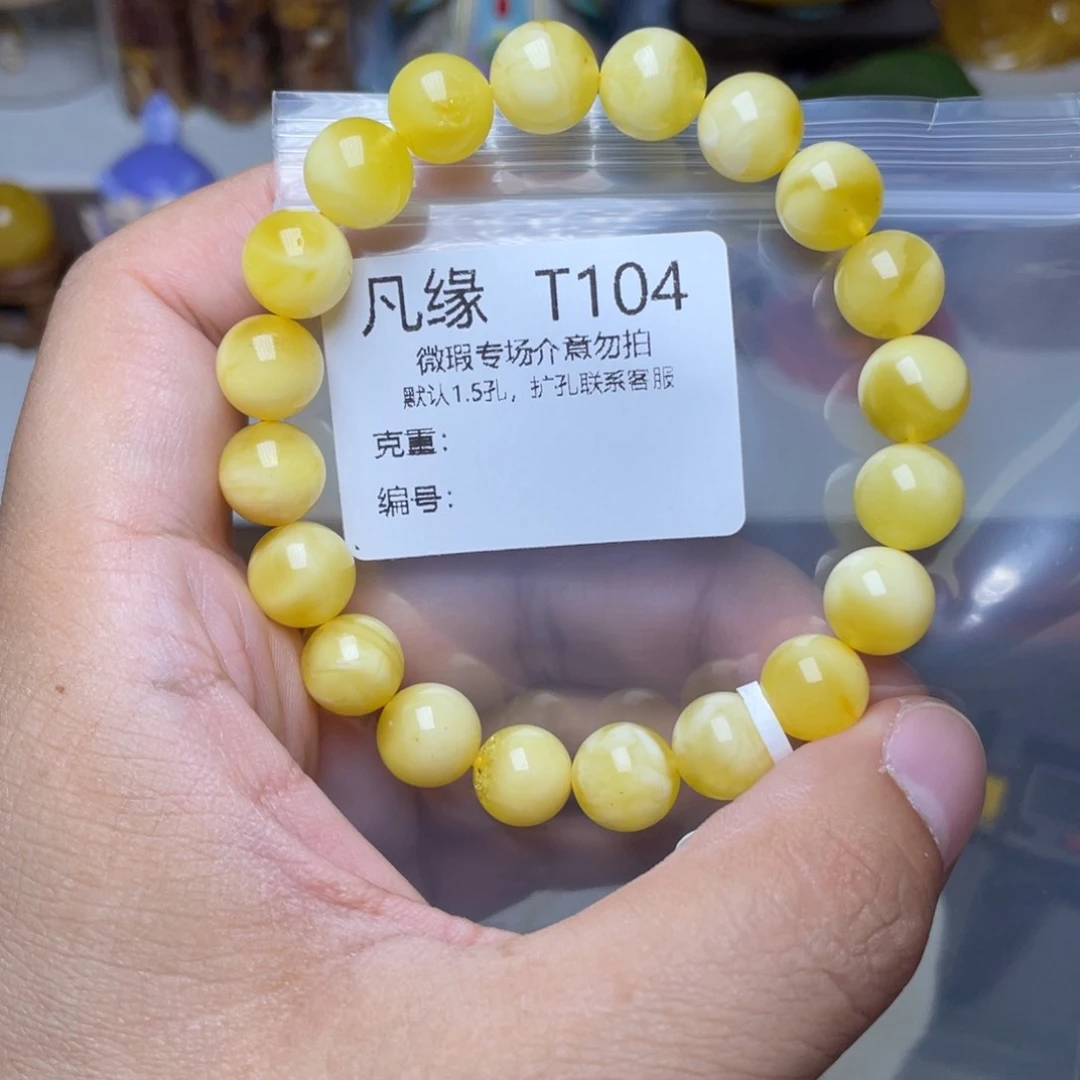 凡缘 T104
微瑕专场介意勿拍
默认1.5孔，扩孔联系客服
克重：
编号：